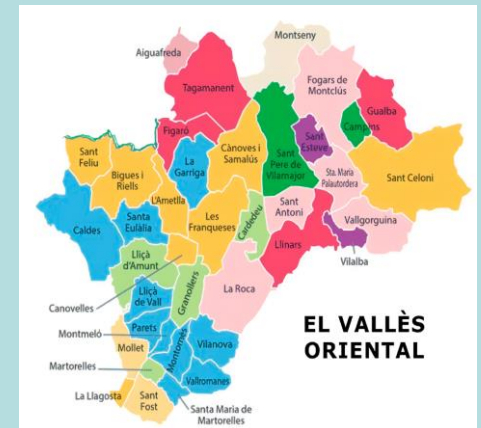 Montseny
Aiguafreda
Fogars de
Montclús
Tagamanent
Gualba
Campins
Figaró
Sant
Esteve
Cànoves i
Samalús
Sant
Feliu
La
Garriga
Sant
Pere de
Vilamajor
Bigues i
Riells
Sta. Maria
Palautordera
Sant Celoni
L'Ametlla
Sant
Antoni
Caldes
Santa
Eulàlia
Les
Franqueses
Cardedeu
Vallgorguina
Llinars
Lliçà
d'Amunt
Vilalba
Granollers
La Roca
Lliçà
de Vall
Canovelles
EL VALLÈS
ORIENTAL
Parets
Montmeló
Montornès
Vilanova
Mollet
Martorelles
Vallromanes
La Llagosta
Sant
Fost
Santa Maria de
Martorelles